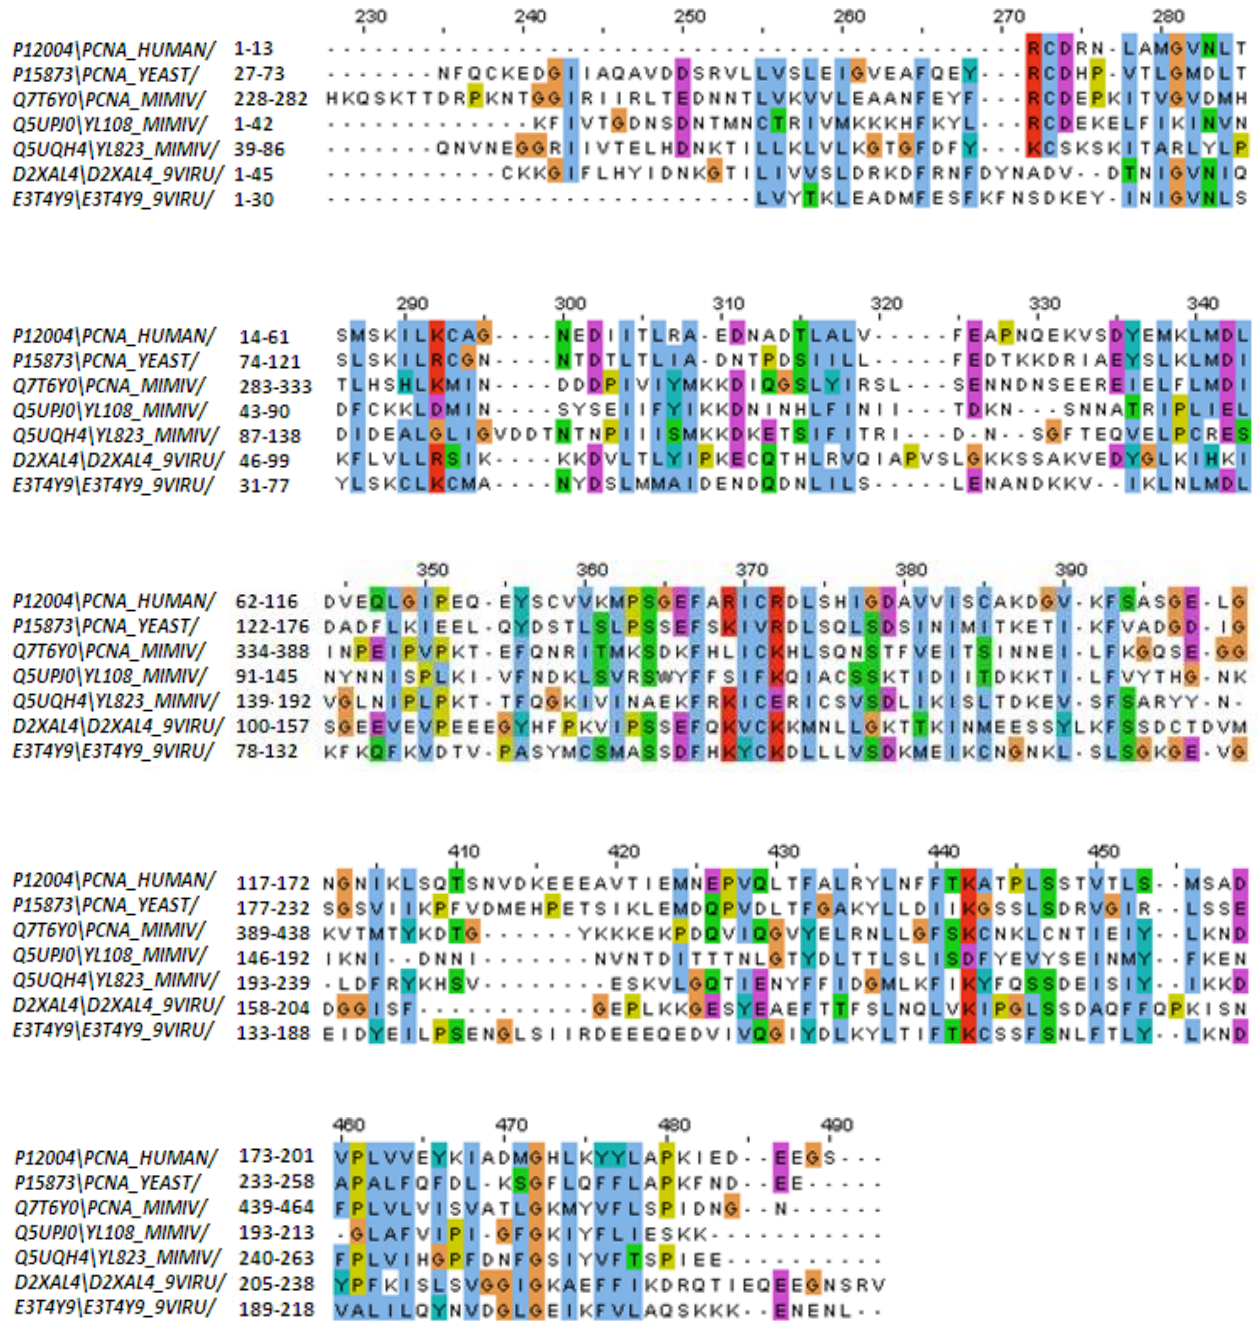 230 240 250 260 270 280
P12004\PCNA_HUMAN/ 1-13 --------------------------------------------RCDRN-LAMGVNLT
P15873\PCNA_YEAST/ 27-73 -------NFQCKEDGIIAQAVDDSRVLLVSLEIGVEAFQEY---RCDHP-VTLGMDLT
Q7T6Y0\PCNA_MIMIV/ 228-282 HKQSKTTDRPKNTGGIRIIRLTEDNNTLVKVVLEAANFEYF---RCDEPKITVGVDMH
Q5UPJ0\YL108_MIMIV/ 1-42 -------------KFIVTGDNSDNTMNCTRIVMKKKHFKYL---RCDEKELFIKINVN
Q5UQH4\YL823_MIMIV/ 39-86 -------QNVNEGGRIIVTELHDNKTILLKLVLKGTGFDFY---KCSKSKITARLYLP
D2XAL4\D2XAL4_9VIRU/ 1-45 -----------CKKGIFLHYIDNKGTILIVVSLDRKDFRNFDYNADV--DTNIGVNIQ
E3T4Y9\E3T4Y9_9VIRU/ 1-30 ---------------------------LVYTKLEADMFESFKFNSDKEY-INIGVNLS
290 300 310 320 330 340
P12004\PCNA_HUMAN/ 14-61 SMSKILKCAG----NEDIITLRA-EDNADTLALV-----FEAPNQEKVSDYEMKLMDL
P15873\PCNA_YEAST/ 74-121 SLSKILRCGN----NTDTLTLIA-DNTPDSIILL-----FEDTKKDRIAEYSLKLMDI
Q7T6Y0\PCNA_MIMIV/ 283-333 TLHSHLKMIN----DDDPIVIYMKKDIQGSLYIRSL---SENNDNSEEREIELFLMDI
Q5UPJ0\YL108_MIMIV/ 43-90 DFCKKLDMIN----SYSEIIFYIKKDNINHLFINII---TDKN---SNNATRIPLIEL
Q5UQH4\YL823_MIMIV/ 87-138 DIDEALGLIGVDDTNTNPIIISMKKDKETSIFITRI---D-N--SGFTEQVELPCRES
D2XAL4\D2XAL4_9VIRU/ 46-99 KFLVLLRSIK----KKDVLTLYIPKECQTHLRVQIAPVSLGKKSSAKVEDYGLKIHKI
E3T4Y9\E3T4Y9_9VIRU/ 31-77 YLSKCLKCMA----NYDSLMMAIDENDQDNLILS-----LENANDKKV--IKLNLMDL
350 360 370 380 390
P12004\PCNA_HUMAN/ 62-116 DVEQLGIPEQ-EYSCVVKMPSGEFARICRDLSHIGDAVVISCAKDGV-KFSASGE-LG
P15873\PCNA_YEAST/ 122-176 DADFLKIEEL-QYDSTLSLPSSEFSKIVRDLSQLSDSINIMITKETI-KFVADGD-IG
Q7T6Y0\PCNA_MIMIV/ 334-388 INPEIPVPKT-EFQNRITMKSDKFHLICKHLSQNSTFVEITSINNEI-LFKGQSE-GG
Q5UPJ0\YL108_MIMIV/ 91-145 NYNNISPLKI-VFNDKLSVRSWYFFSIFKQIACSSKTIDIIITDKKTI-LFVYTHG-NK
Q5UQH4\YL823_MIMIV/ 139-192 VGLNIPLPKT-TFQGKIVINAEKFRKICERICSVSDLIKISLTDKEV-SFSARYY-N-
D2XAL4\D2XAL4_9VIRU/ 100-157 SGEEVEVPEEEGYHFPKVIPSSEFQKVCKKMNLLGKTTKINMEESSYLKFSSDCTDVM
E3T4Y9\E3T4Y9_9VIRU/ 78-132 KFKQFKVDTV-PASYMCSMASSDFHKYCKDLLLVSDKMEIKCNGNKL-SLSGKGE-VG
410 420 430 440 450
P12004\PCNA_HUMAN/ 117-172 NGNIKLSQTSNVDKEEEAVTIEMNEPVQLTFALRYLNFFTKATPLSSTVTLS--MSAD
P15873\PCNA_YEAST/ 177-232 SGSVIIKPFVDMEHPETSIKLEMDQPVDLTFGAKYLLDIIKGSSLSDRVGIR--LSSE
Q7T6Y0\PCNA_MIMIV/ 389-438 KVTMTYKDTG------YKKKEKPDQVIQGVYELRNLLGFSKCNKLCNTIEIY--LKND
Q5UPJ0\YL108_MIMIV/ 146-192 IKNI--DNNI-------NVNTDITTTNLGTYDLTTLSLISDFYEVYSEINMY--FKEN
Q5UQH4\YL823_MIMIV/ 193-239 -LDFRYKHSV--------ESKVLGQTIENYFFIDGMLKFIKYFQSSDEISIY--IKKD
D2XAL4\D2XAL4_9VIRU/ 158-204 DGGISF-----------GEPLKKGESYEAEFTTFSLNQLVKIPGLSSDAQFFQPKISN
E3T4Y9\E3T4Y9_9VIRU/ 133-188 EIDYEILPSENGLSIIRDEEEQEDVIVQGIYDLKYLTIFTKCSSFSNLFTLY--LKND
460 470 480 490
P12004\PCNA_HUMAN/ 173-201 VPLVVEYKIADMGHLKYYLAPKIED--EEGS---
P15873\PCNA_YEAST/ 233-258 APALFQFDL-KSGFLQFFLAPKFND--EE-----
Q7T6Y0\PCNA_MIMIV/ 439-464 FPLVLVISVATLGKMYVFLSPIDNG--N------
Q5UPJ0\YL108_MIMIV/ 193-213 -GLAFVIPI-GFGKIYFLIESKK-----------
Q5UQH4\YL823_MIMIV/ 240-263 FPLVIHGPFDNFGSIYVFTSPIEE----------
D2XAL4\D2XAL4_9VIRU/ 205-238 YPFKISLSVGGIGKAEFFIKDRQTIEQEEGNSRV
E3T4Y9\E3T4Y9_9VIRU/ 189-218 VALILQYNVDGLGEIKFVLAQSKKK--ENENL--